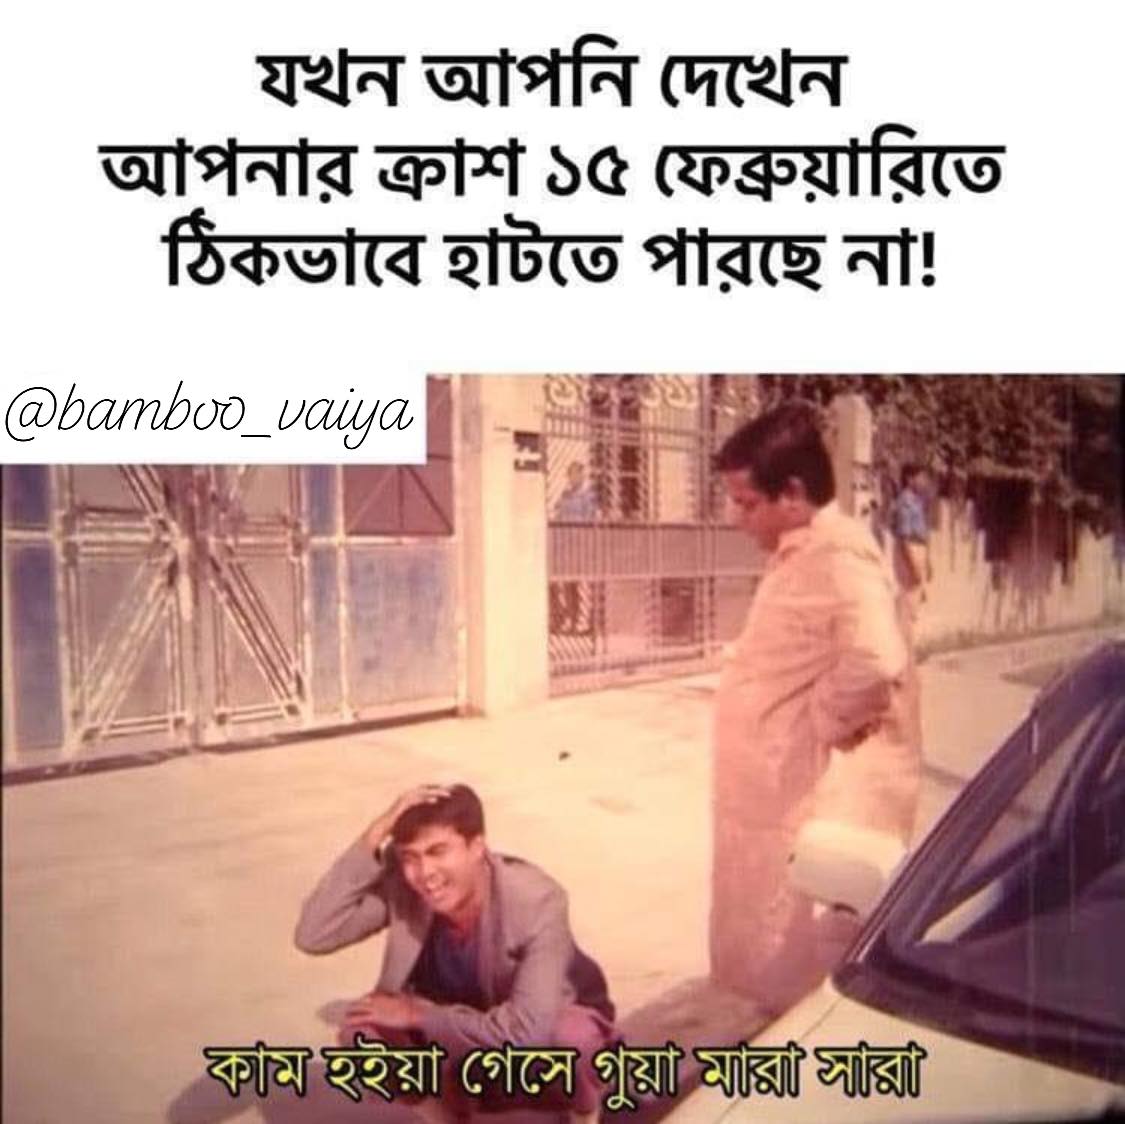 যখন আপনি দেখেন
আপনার ক্রাশ ১৫ ফেব্রুয়ারিতে
ঠিকভাবে হাটতে পারছে না!
@bamboo_vaiya
কাম হইয়া গেসে গুয়া মারা সারা